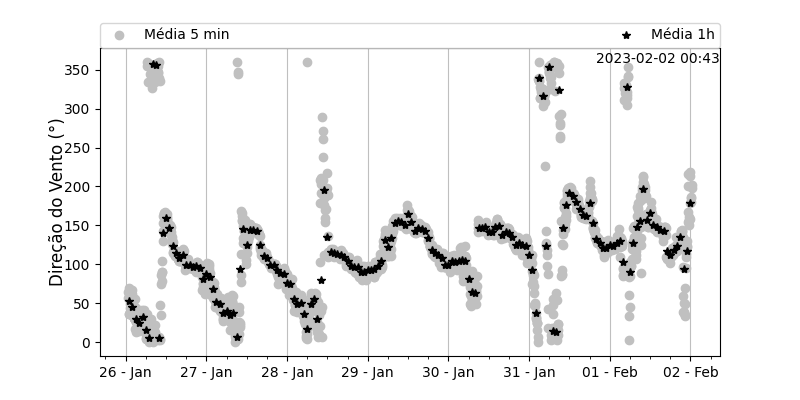 Média 5 min
Média 1h
2023-02-02 00:43
Direção do Vento (°)
350
300
250
200
150
100
50
0
26 - Jan
27 - Jan
28 - Jan
29 - Jan
30 - Jan
31 - Jan
01 - Feb
02 - Feb